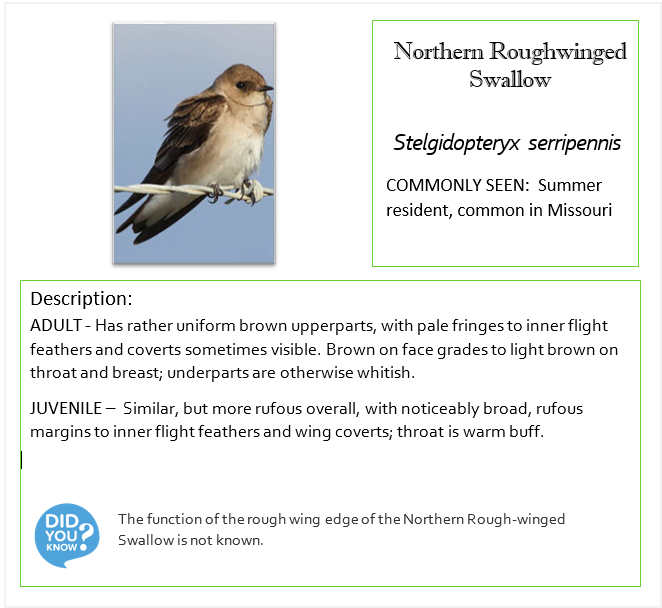 Northern Roughwinged
Swallow
Stelgidopteryx serripennis
COMMONLY SEEN: Summer
resident, common in Missouri
Description:
ADULT - Has rather uniform brown upperparts, with pale fringes to inner flight
feathers and coverts sometimes visible. Brown on face grades to light brown on
throat and breast; underparts are otherwise whitish.
JUVENILE – Similar, but more rufous overall, with noticeably broad, rufous
margins to inner flight feathers and wing coverts; throat is warm buff.
DID
YOU
KNOW?
The function of the rough wing edge of the Northern Rough-winged
Swallow is not known.